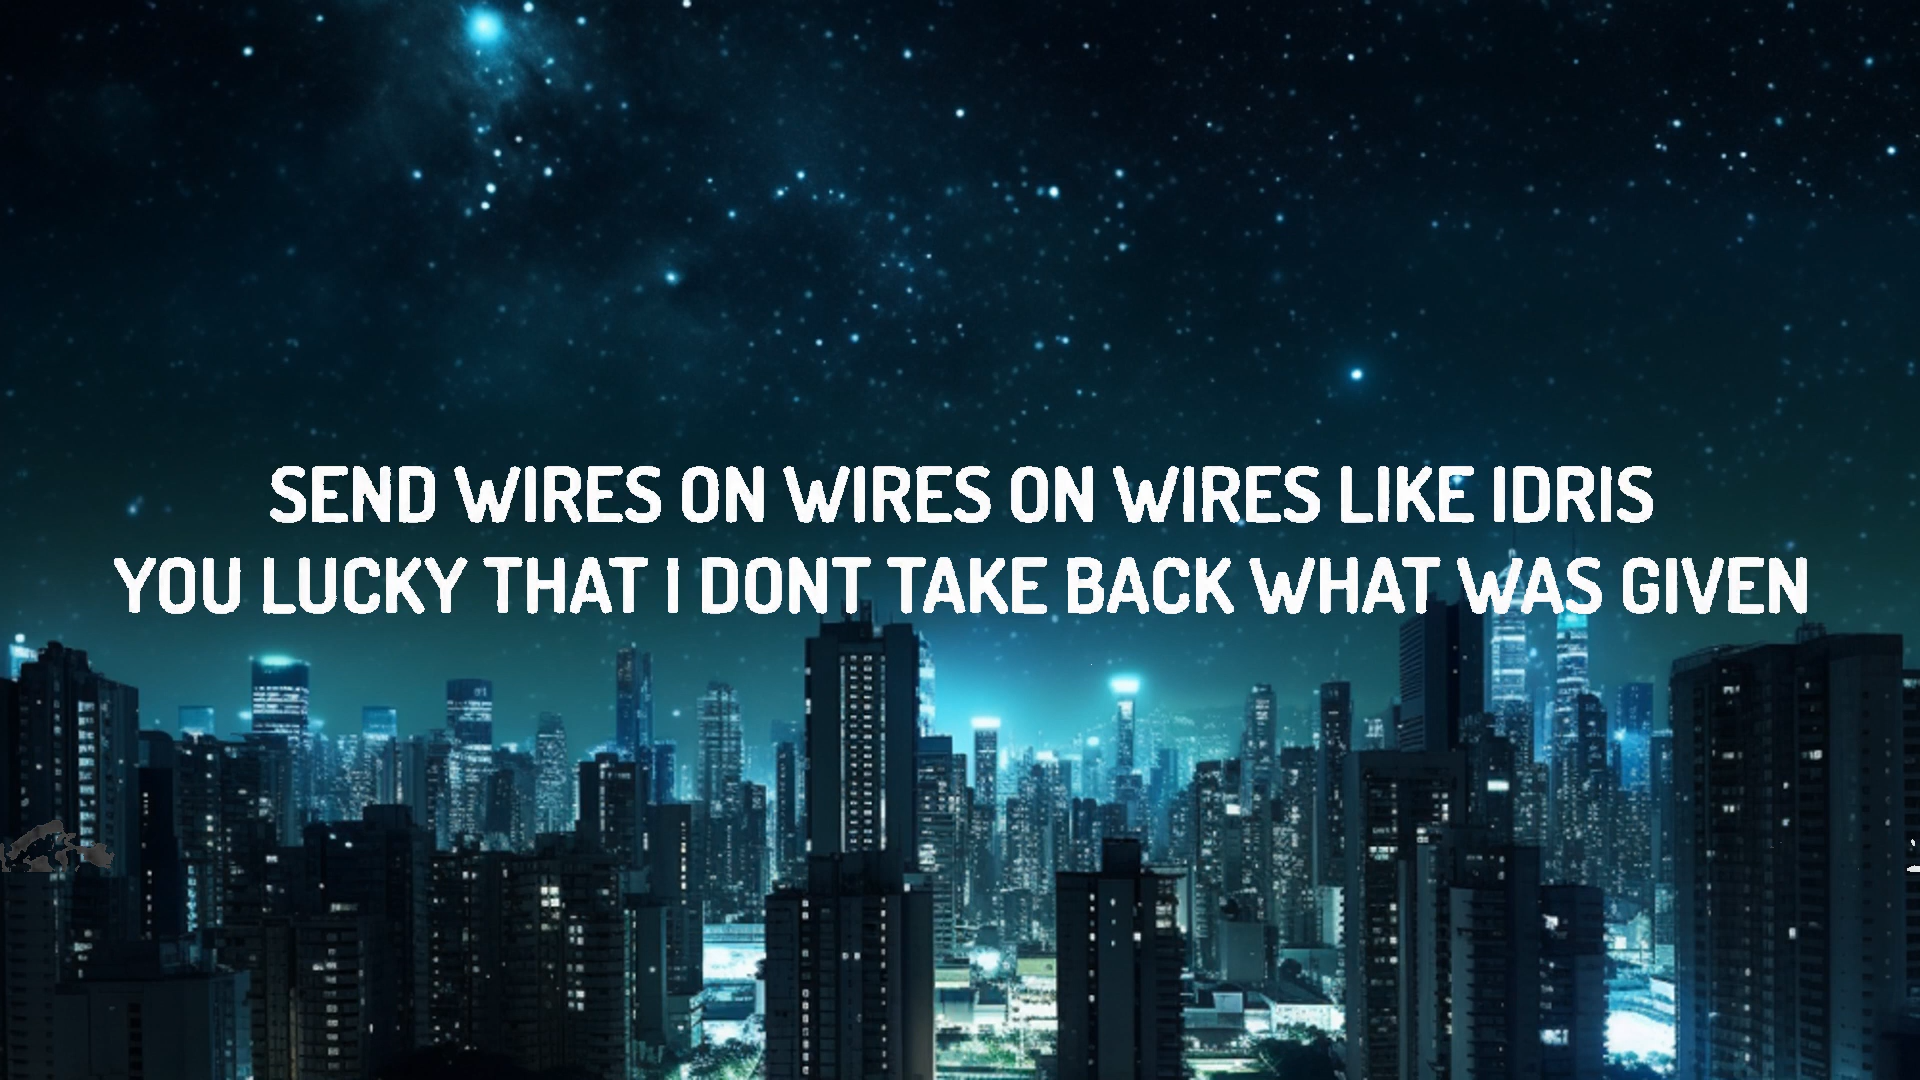 SEND WIRES ON WIRES ON WIRES LIKE IDRIS
YOU LUCKY THAT I DONT TAKE BACK WHAT WAS GIVEN